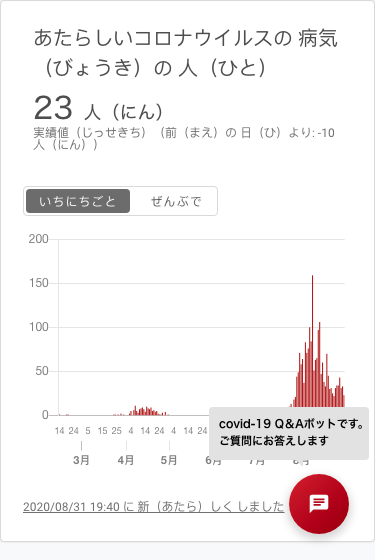 あたらしいコロナウイルスの 病気
（びょうき）の 人（ひと）
23 人（にん）
実績値（じっせきち）（前（まえ）の 日（ひ）より: -10
人（にん））
いちにちごと ぜんぶで
200
150
100
50
0
14 24 5 15 25 4 14 24 4 14 24 3 13 23
3月 4月 5月 6月 7月 8月
covid-19 Q&Aボットです。
ご質問にお答えします
2020/08/31 19:40 に 新（あたら）しく しました